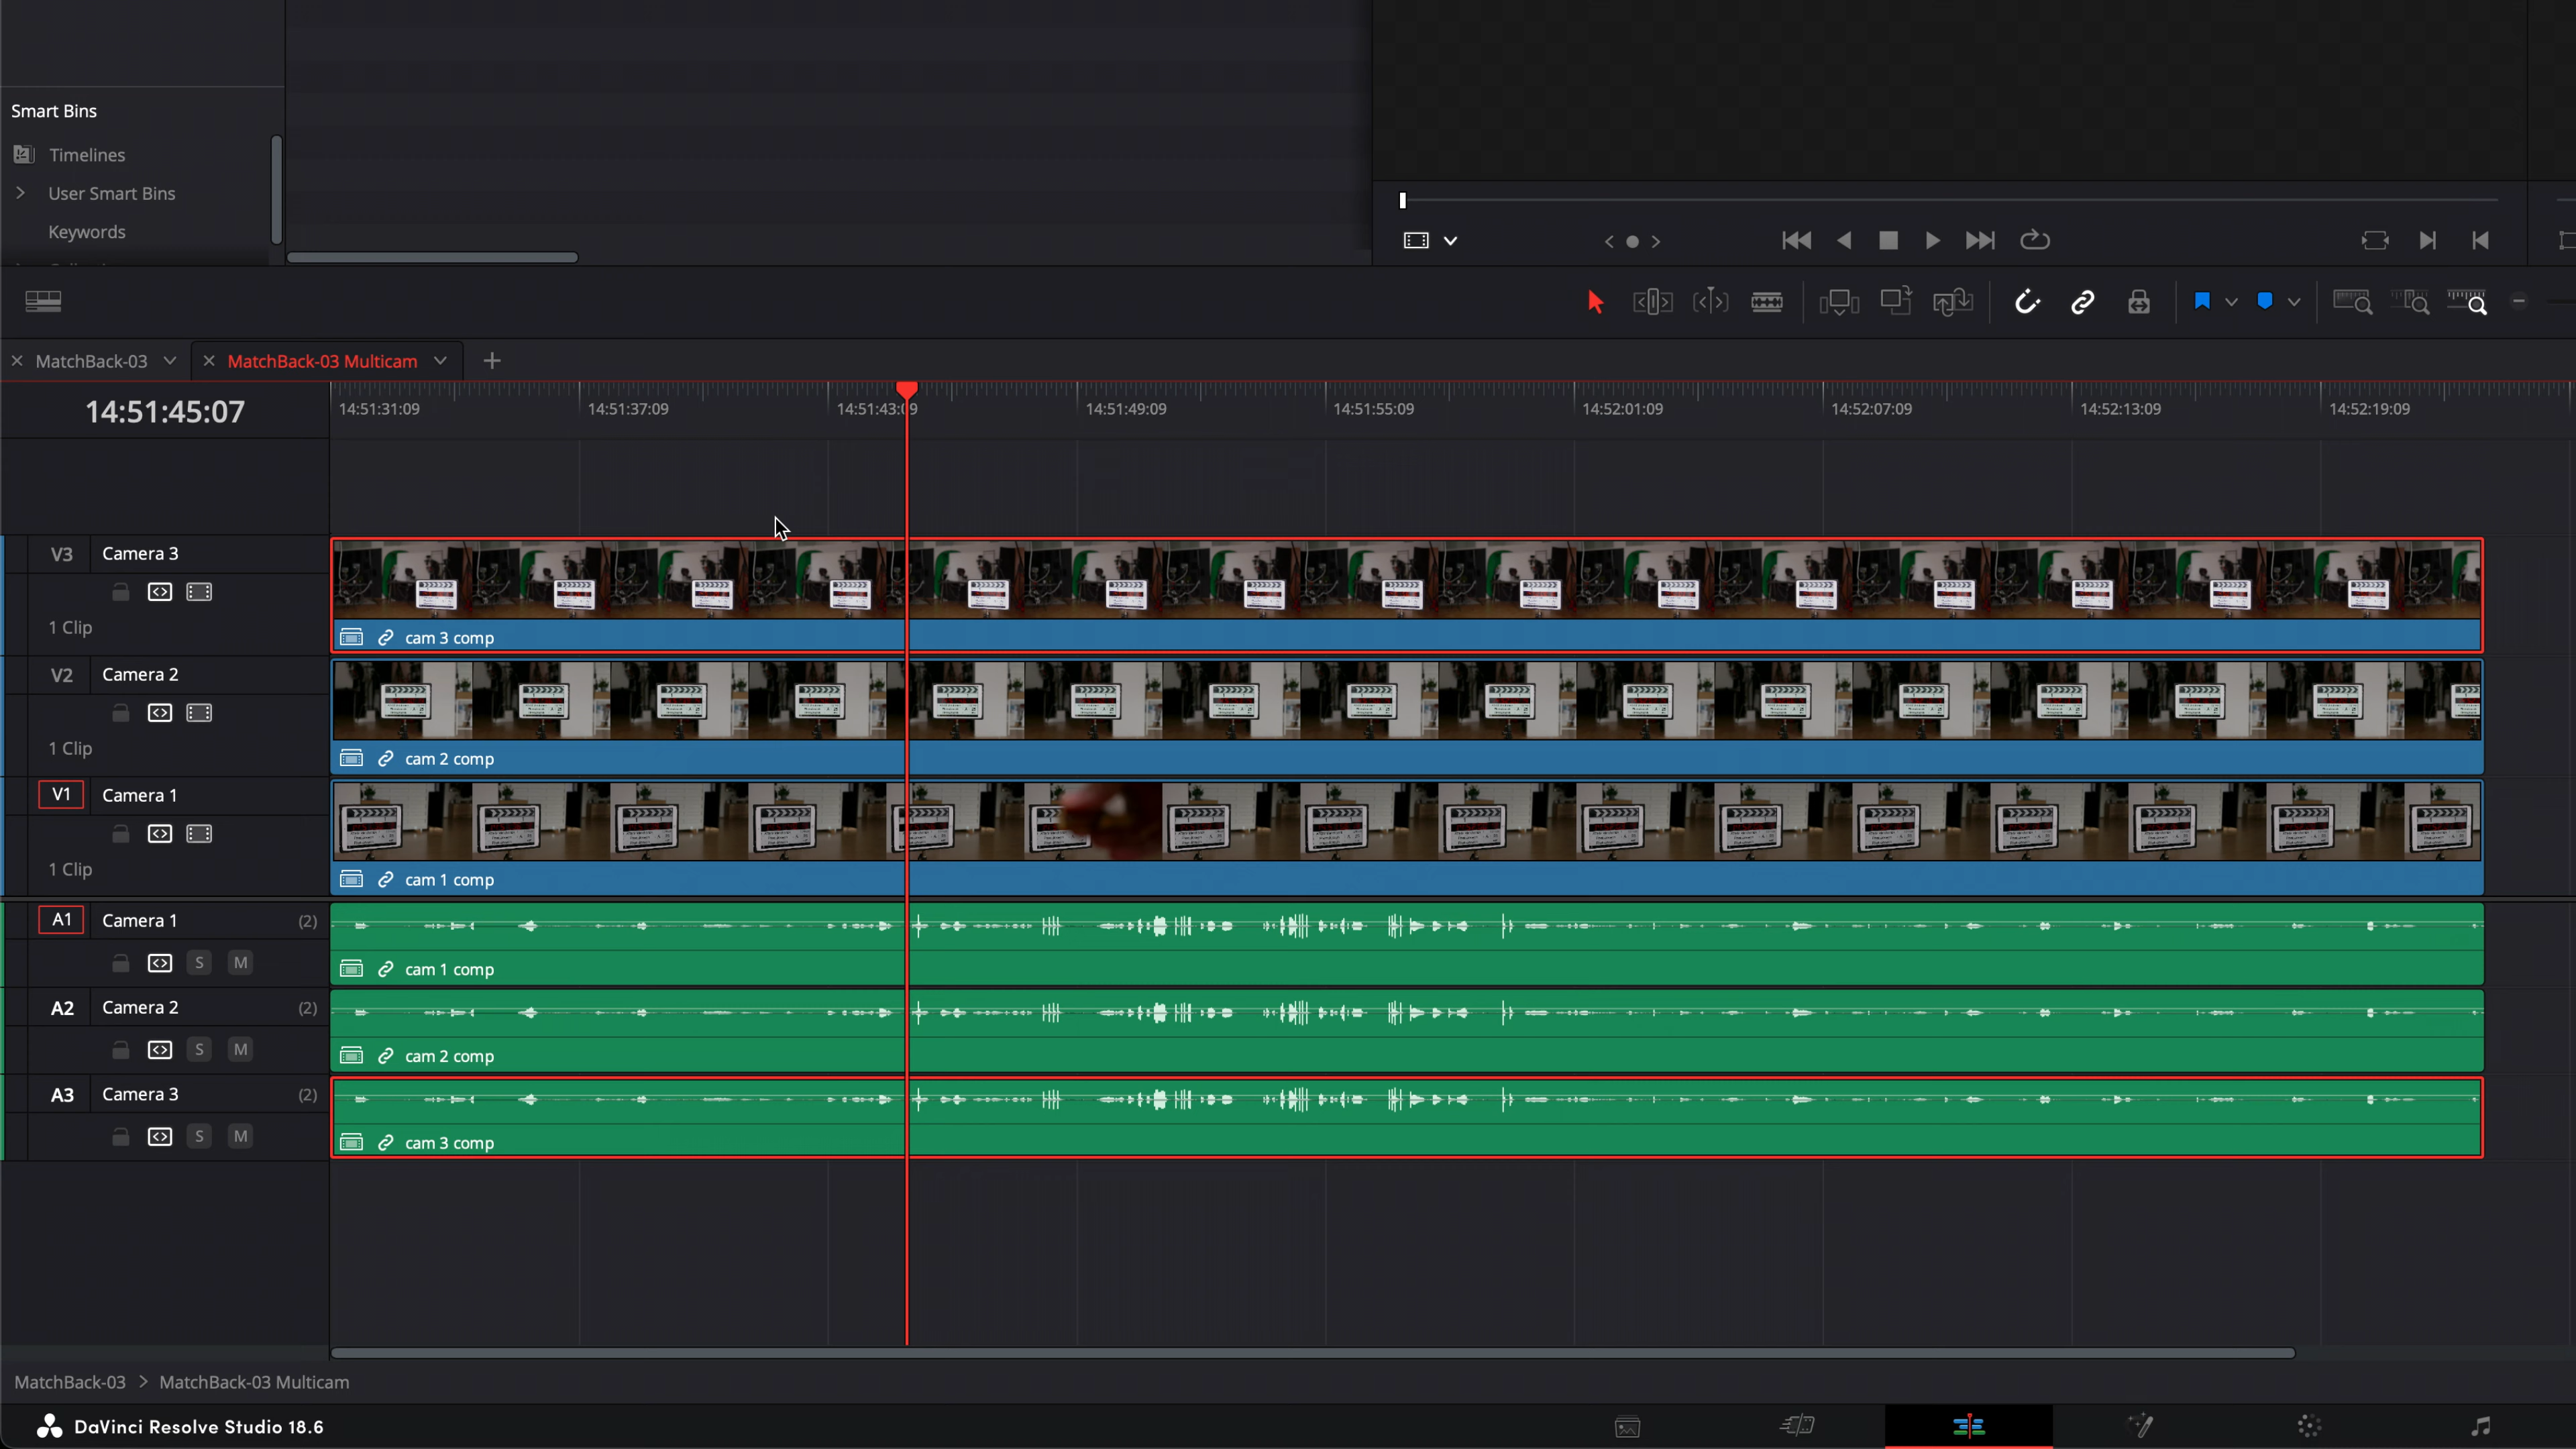 Smart Bins
Timelines
User Smart Bins
Keywords
MatchBack-03
MatchBack-03 Multicam
14:51:45:07
14:51:31:09
14:51:37:09
14:51:43:09
14:51:49:09
14:51:55:09
14:52:01:09
14:52:07:09
14:52:13:09
14:52:19:09
V3 Camera 3
1 Clip
cam 3 comp
V2 Camera 2
1 Clip
cam 2 comp
V1 Camera 1
1 Clip
cam 1 comp
A1 Camera 1 (2)
S M
cam 1 comp
A2 Camera 2 (2)
S M
cam 2 comp
A3 Camera 3 (2)
S M
cam 3 comp
MatchBack-03 > MatchBack-03 Multicam
DaVinci Resolve Studio 18.6